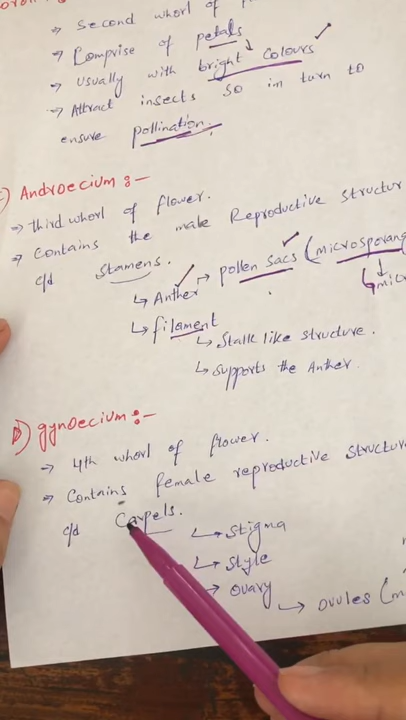 → second whorl of
→ Comprise of petals
→ usually with bright colours
→ Attract insects so in turn to
ensure pollination.
Androecium :-
→ third whorl of flower.
→ Contains the male Reproductive structur
c/d stamens.
↳ Anther → pollen sacs (microsporang
↳ mic
↳ filament
↳ Stalk like structure.
↳ Supports the Anther.
D) gynoecium :-
→ 4th whorl of flower.
→ Contains female reproductive structure
c/d Carpels.
↳ Stigma
↳ Style
→ Ovary
↳ Ovules (m